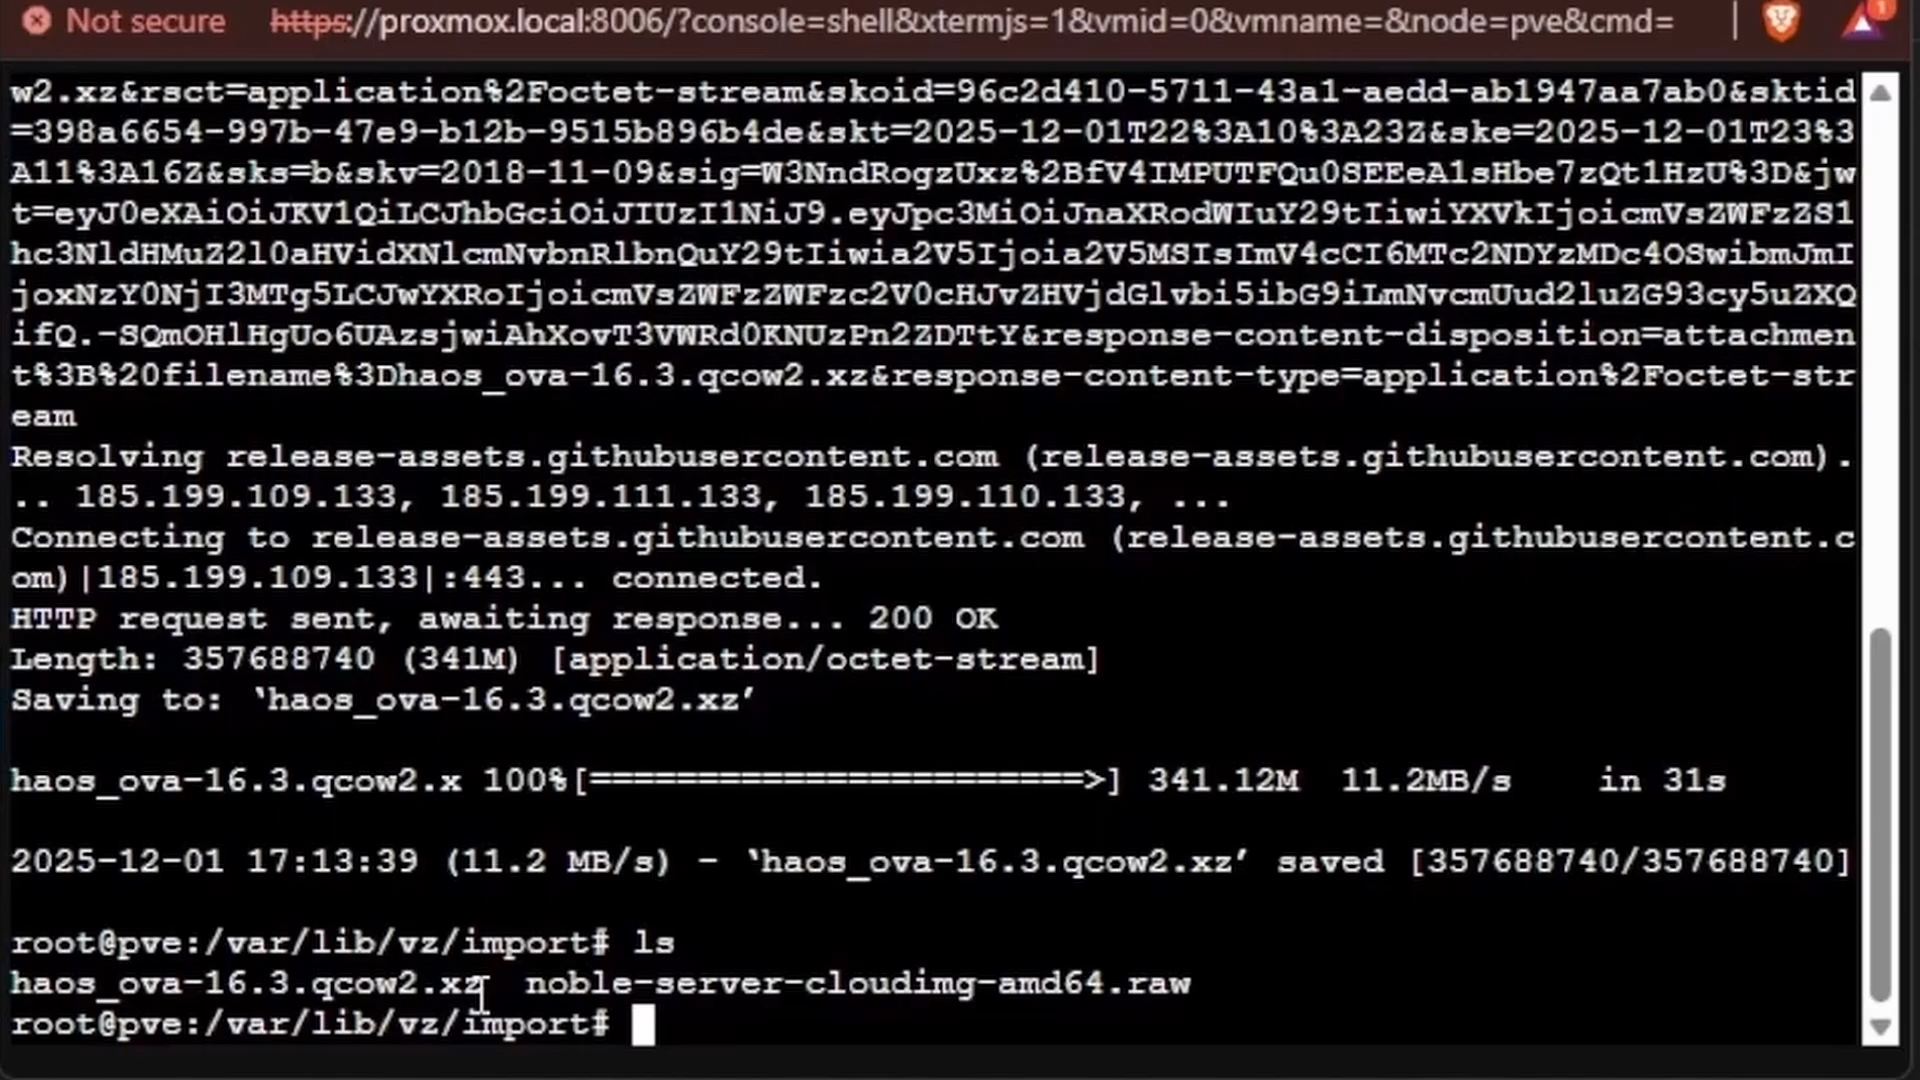 Not secure https://proxmox.local:8006/?console=shell&xtermjs=1&vmid=0&vmname=&node=pve&cmd= 1
w2.xz&rsct=application%2Foctet-stream&skoid=96c2d410-5711-43a1-aedd-ab1947aa7ab0&sktid
=398a6654-997b-47e9-b12b-9515b896b4de&skt=2025-12-01T22%3A10%3A23Z&ske=2025-12-01T23%3
A11%3A16Z&sks=b&skv=2018-11-09&sig=W3NndRogzUxz%2BfV4IMPUTFQu0SEEeA1sHbe7zQt1HzU%3D&jw
t=eyJ0eXAiOiJKV1QiLCJhbGciOiJIUzI1NiJ9.eyJpc3MiOiJnaXRodWIuY29tIiwiYXVkIjoicmVsZWFzZS1
hc3NldHMuZ2l0aHVidXNlcmNvbnRlbnQuY29tIiwia2V5Ijoia2V5MSIsImV4cCI6MTc2NDYzMDc4OSwibmJmI
joxNzY0NjI3MTg5LCJwYXRoIjoicmVsZWFzZWFzc2V0cHJvZHVjdGlvbi5ibG9iLmNvcmUud2luZG93cy5uZXQ
ifQ.-SQmOHlHgUo6UAzsjwiAhXovT3VWRd0KNUzPn2ZDTtY&response-content-disposition=attachmen
t%3B%20filename%3Dhaos_ova-16.3.qcow2.xz&response-content-type=application%2Foctet-str
eam
Resolving release-assets.githubusercontent.com (release-assets.githubusercontent.com).
.. 185.199.109.133, 185.199.111.133, 185.199.110.133, ...
Connecting to release-assets.githubusercontent.com (release-assets.githubusercontent.c
om)|185.199.109.133|:443... connected.
HTTP request sent, awaiting response... 200 OK
Length: 357688740 (341M) [application/octet-stream]
Saving to: ‘haos_ova-16.3.qcow2.xz’
haos_ova-16.3.qcow2.x 100%[=======================>] 341.12M 11.2MB/s in 31s
2025-12-01 17:13:39 (11.2 MB/s) - ‘haos_ova-16.3.qcow2.xz’ saved [357688740/357688740]
root@pve:/var/lib/vz/import# ls
haos_ova-16.3.qcow2.xz noble-server-cloudimg-amd64.raw
root@pve:/var/lib/vz/import#